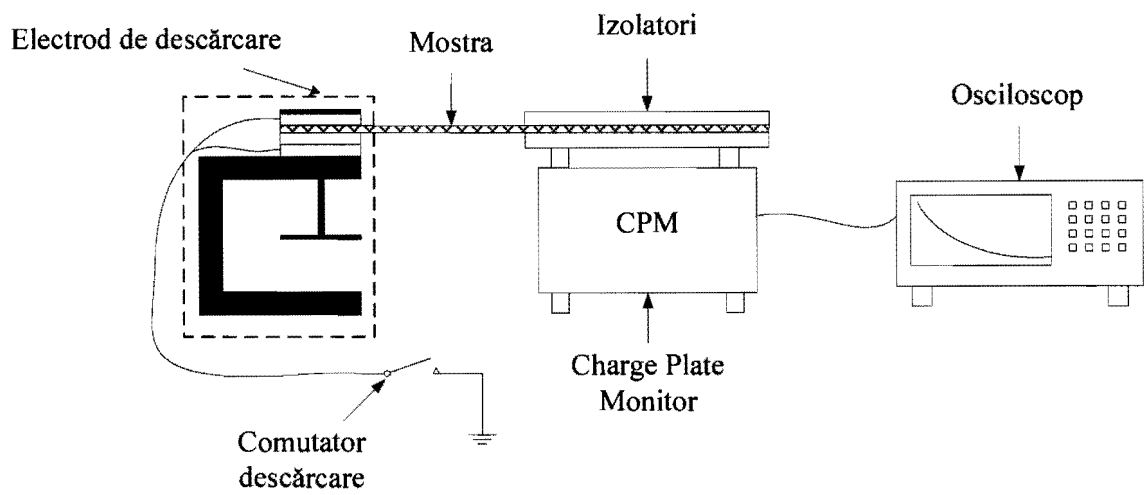 Electrod de descărcare
Mostra
Izolatori
Osciloscop
CPM
Charge Plate
Monitor
Comutator
descărcare